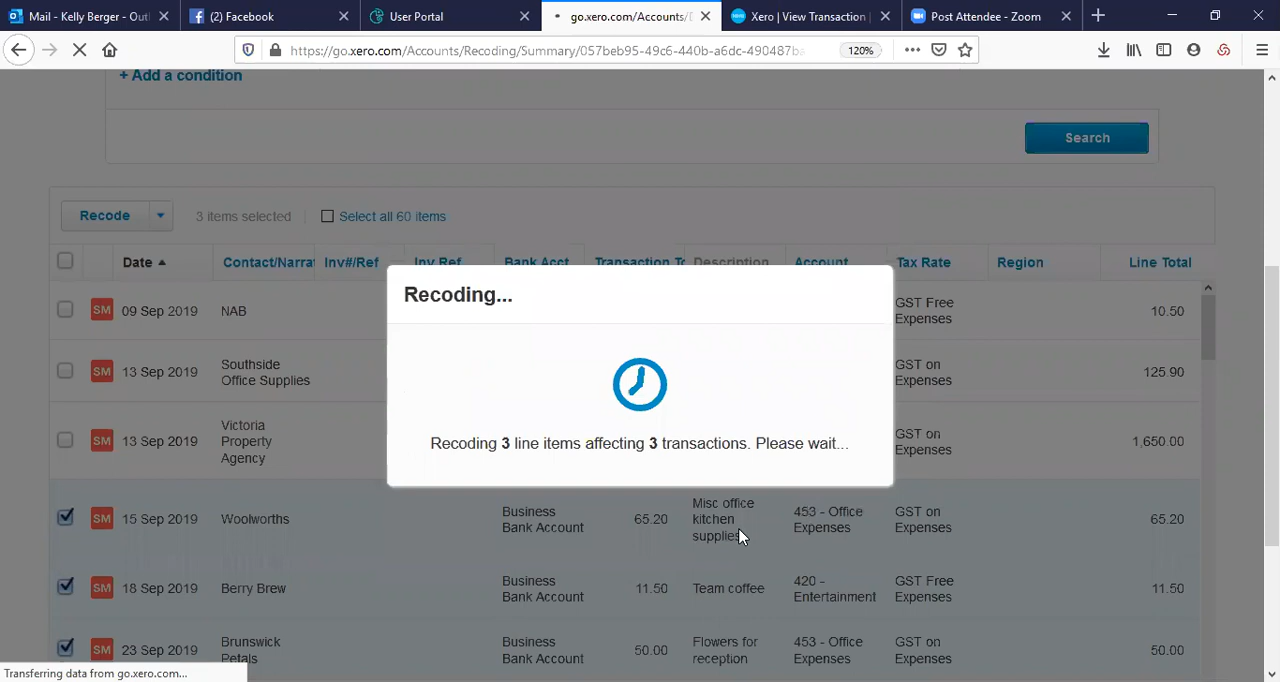 Mail - Kelly Berger - Outl
(2) Facebook
User Portal
go.xero.com/Accounts/
Xero | View Transaction
Post Attendee - Zoom
https://go.xero.com/Accounts/Recoding/Summary/057beb95-49c6-440b-a6dc-490487b
120%
+ Add a condition
Search
Recode
3 items selected
Select all 60 items
Date
Contact/Narrat
Inv#/Ref
Inv Ref
Bank Acct
Transaction To
Description
Account
Tax Rate
Region
Line Total
Recoding...
Recoding 3 line items affecting 3 transactions. Please wait...
SM
09 Sep 2019
NAB
GST Free
Expenses
10.50
SM
13 Sep 2019
Southside
Office Supplies
GST on
Expenses
125.90
SM
13 Sep 2019
Victoria
Property
Agency
GST on
Expenses
1,650.00
SM
15 Sep 2019
Woolworths
Business
Bank Account
65.20
Misc office
kitchen
supplies
453 - Office
Expenses
GST on
Expenses
65.20
SM
18 Sep 2019
Berry Brew
Business
Bank Account
11.50
Team coffee
420 -
Entertainment
GST Free
Expenses
11.50
SM
23 Sep 2019
Brunswick
Petals
Business
Bank Account
50.00
Flowers for
reception
453 - Office
Expenses
GST on
Expenses
50.00
Transferring data from go.xero.com...